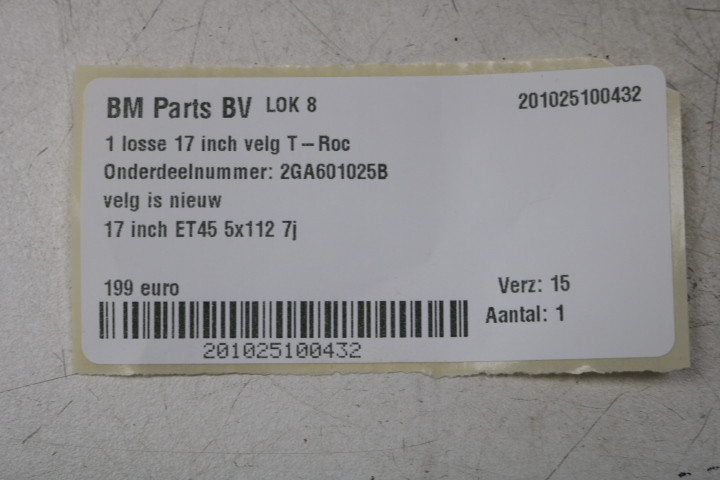 BM Parts BV LOK 8 201025100432
1 losse 17 inch velg T-Roc
Onderdeelnummer: 2GA601025B
velg is nieuw
17 inch ET45 5x112 7j
199 euro Verz: 15
Aantal: 1
201025100432